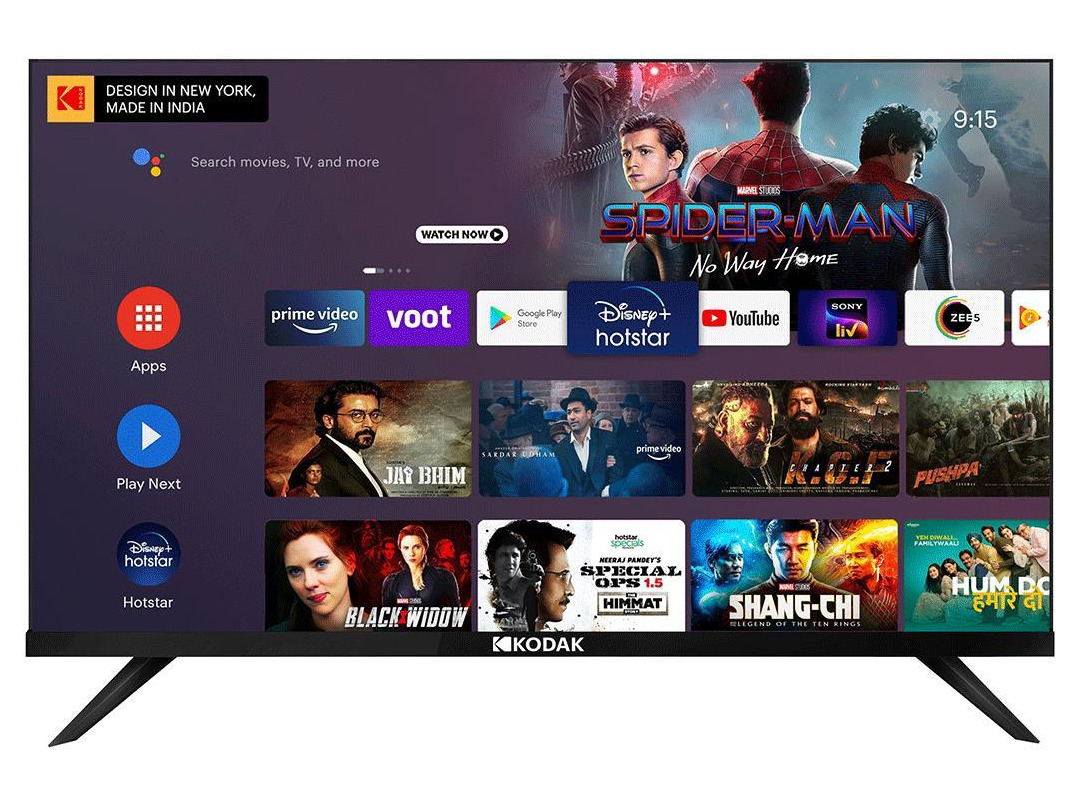 DESIGN IN NEW YORK,
MADE IN INDIA
KODAK
9:15
Search movies, TV, and more
MARVEL STUDIOS
SPIDER-MAN
No Way Home
WATCH NOW
prime video
voot
Google Play
Store
Disney+
hotstar
YouTube
SONY
liv
ZEE5
Apps
JAI BHIM
SARDAR UDHAM
prime video
K.G.F
CHAPTER 2
PUSHPA
Play Next
Disney+
hotstar
Hotstar
MARVEL STUDIOS
BLACK WIDOW
hotstar
specials
NEERAJ PANDEY'S
SPECIAL
OPS 1.5
THE
HIMMAT
STORY
MARVEL STUDIOS
SHANG-CHI
AND THE LEGEND OF THE TEN RINGS
YEH DIWALI...
FAMILYWAALI
HUM DO
हमारे दो
KODAK